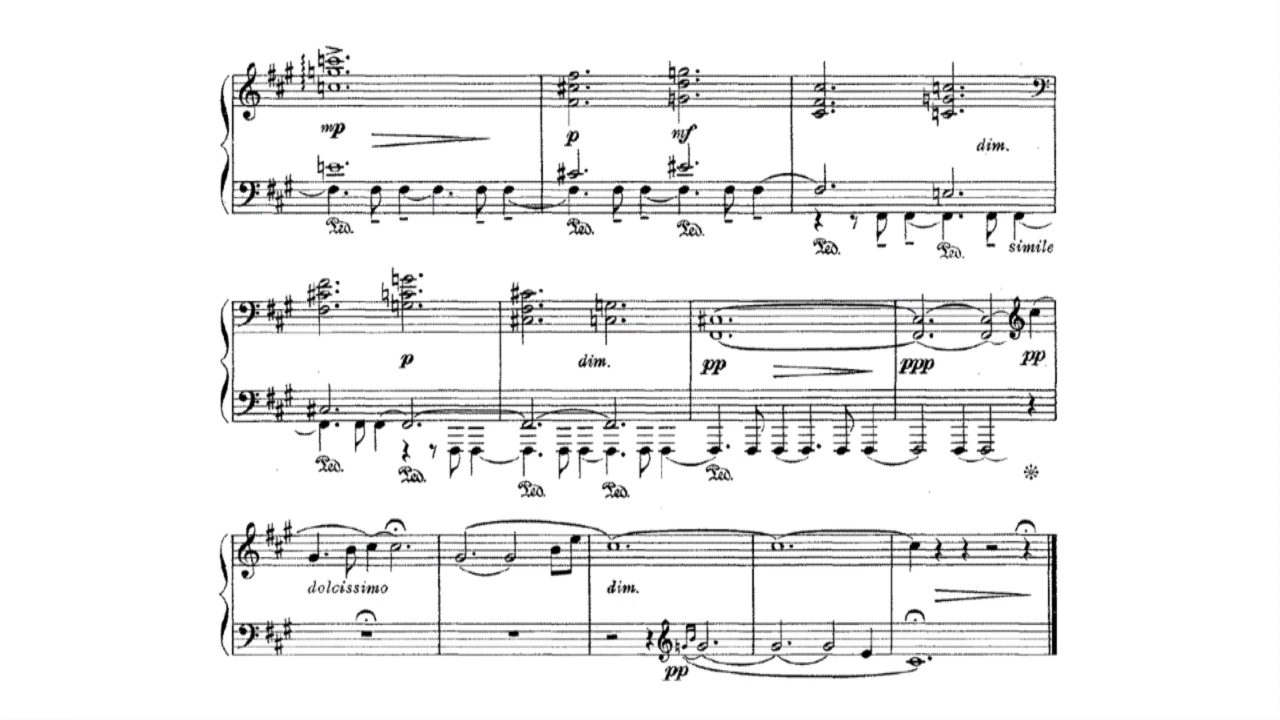 mp p mf dim.
Ped. Ped. Ped. Ped. Ped. simile
p dim. pp ppp pp
Ped. Ped. Ped. Ped. Ped.
dolcissimo dim.
pp